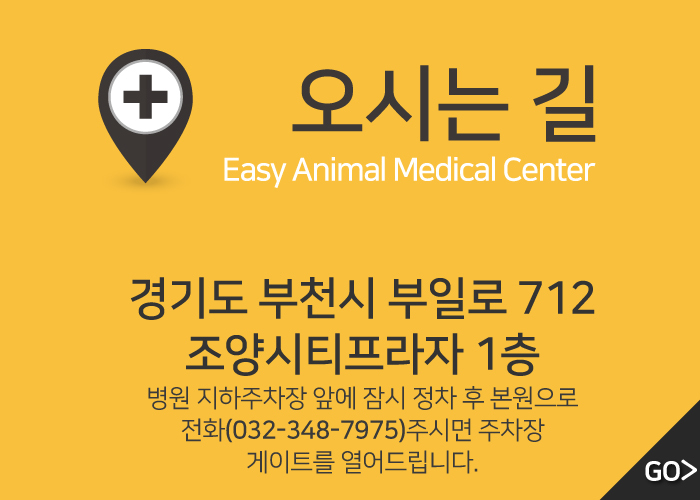 오시는 길
Easy Animal Medical Center
경기도 부천시 부일로 712
조양시티프라자 1층
병원 지하주차장 앞에 잠시 정차 후 본원으로
전화(032-348-7975)주시면 주차장
게이트를 열어드립니다.
GO>